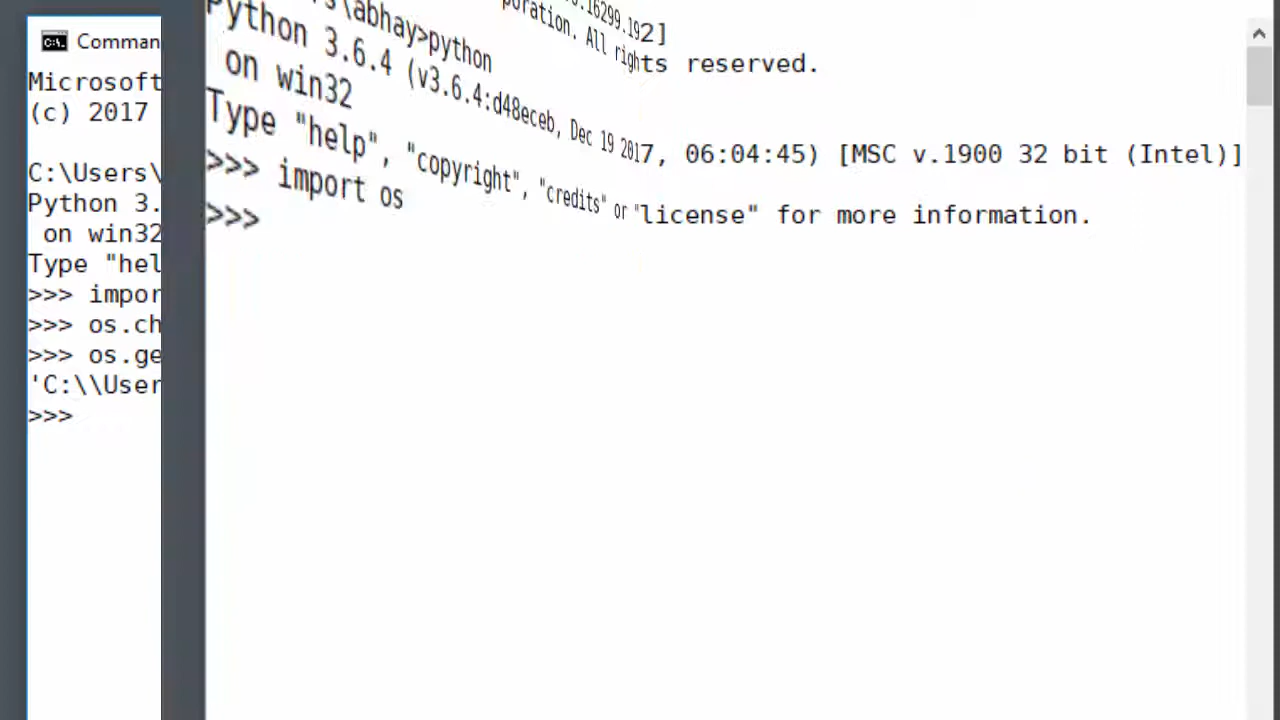 Comman
Microsoft
(c) 2017
C:\Users\
Python 3.
on win32
Type "hel
>>> impor
>>> os.ch
>>> os.ge
'C:\\User
>>>
.16299.192]
poration. All rights reserved.
s\abhay>python
Python 3.6.4 (v3.6.4:d48eceb, Dec 19 2017, 06:04:45) [MSC v.1900 32 bit (Intel)]
on win32
Type "help", "copyright", "credits" or "license" for more information.
>>> import os
>>>